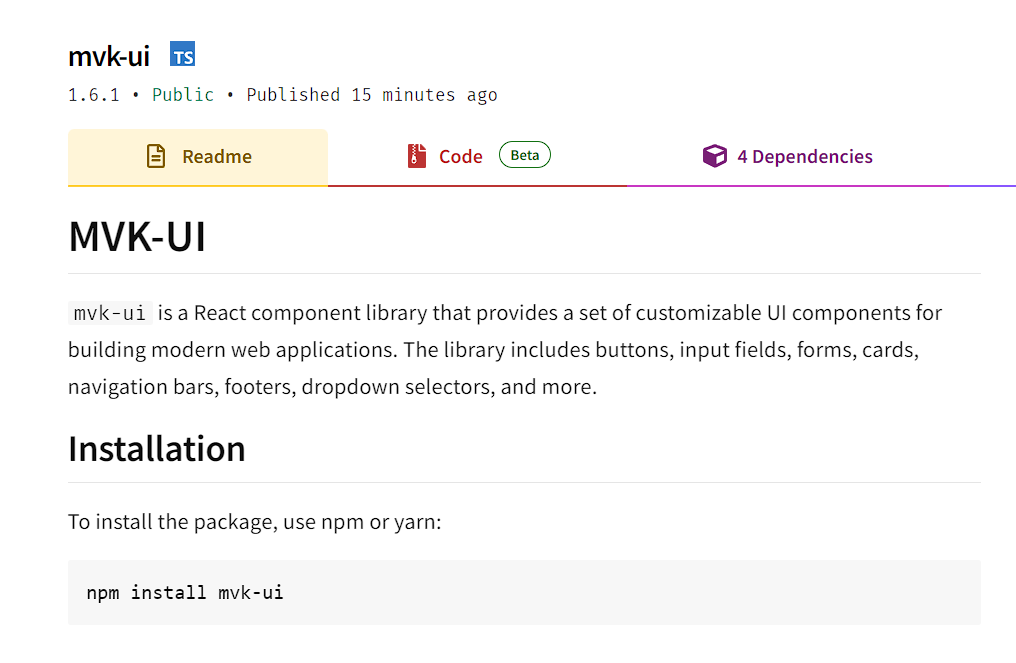 mvk-ui TS
1.6.1 • Public • Published 15 minutes ago
Readme Code Beta 4 Dependencies
MVK-UI
mvk-ui is a React component library that provides a set of customizable UI components for
building modern web applications. The library includes buttons, input fields, forms, cards,
navigation bars, footers, dropdown selectors, and more.
Installation
To install the package, use npm or yarn:
npm install mvk-ui